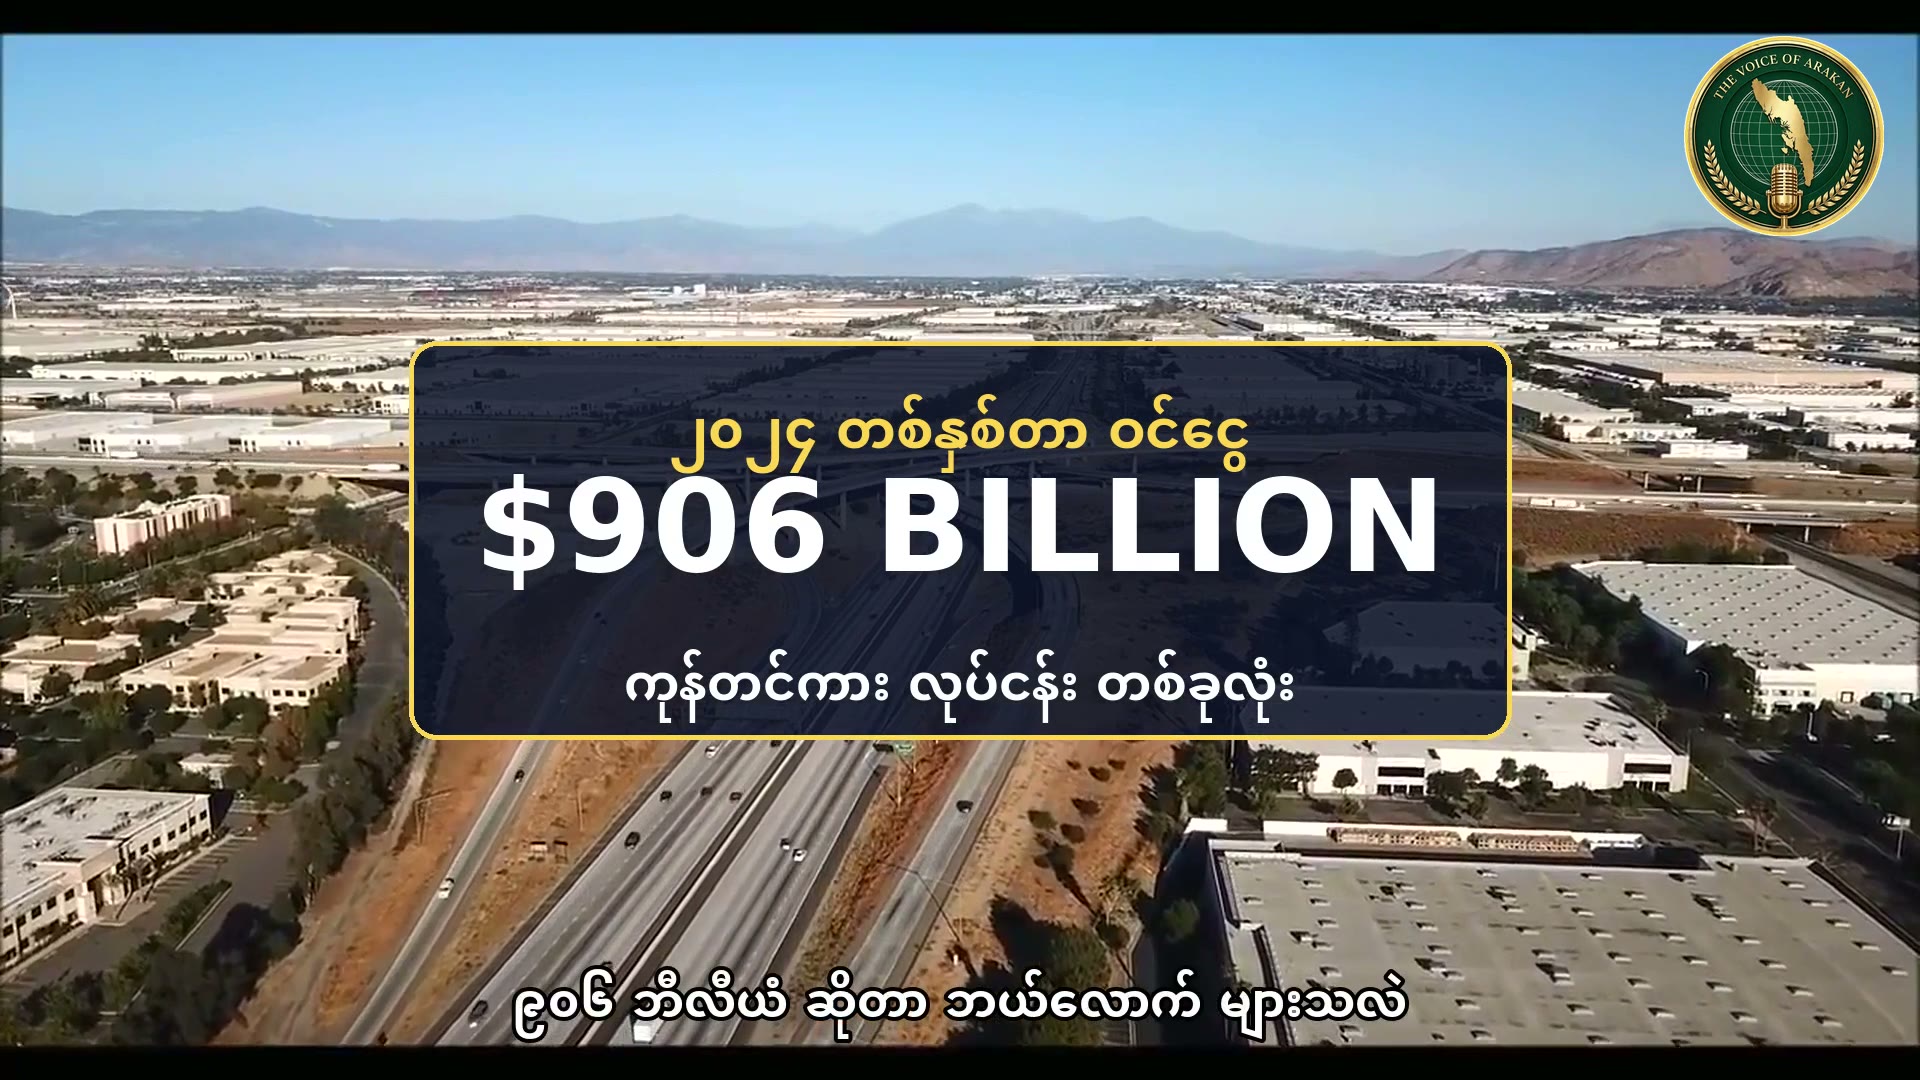 THE VOICE OF ARAKAN
၂၀၂၄ တစ်နှစ်တာ ဝင်ငွေ
$906 BILLION
ကုန်တင်ကား လုပ်ငန်း တစ်ခုလုံး
၉၀၆ ဘီလီယံ ဆိုတာ ဘယ်လောက် များသလဲ